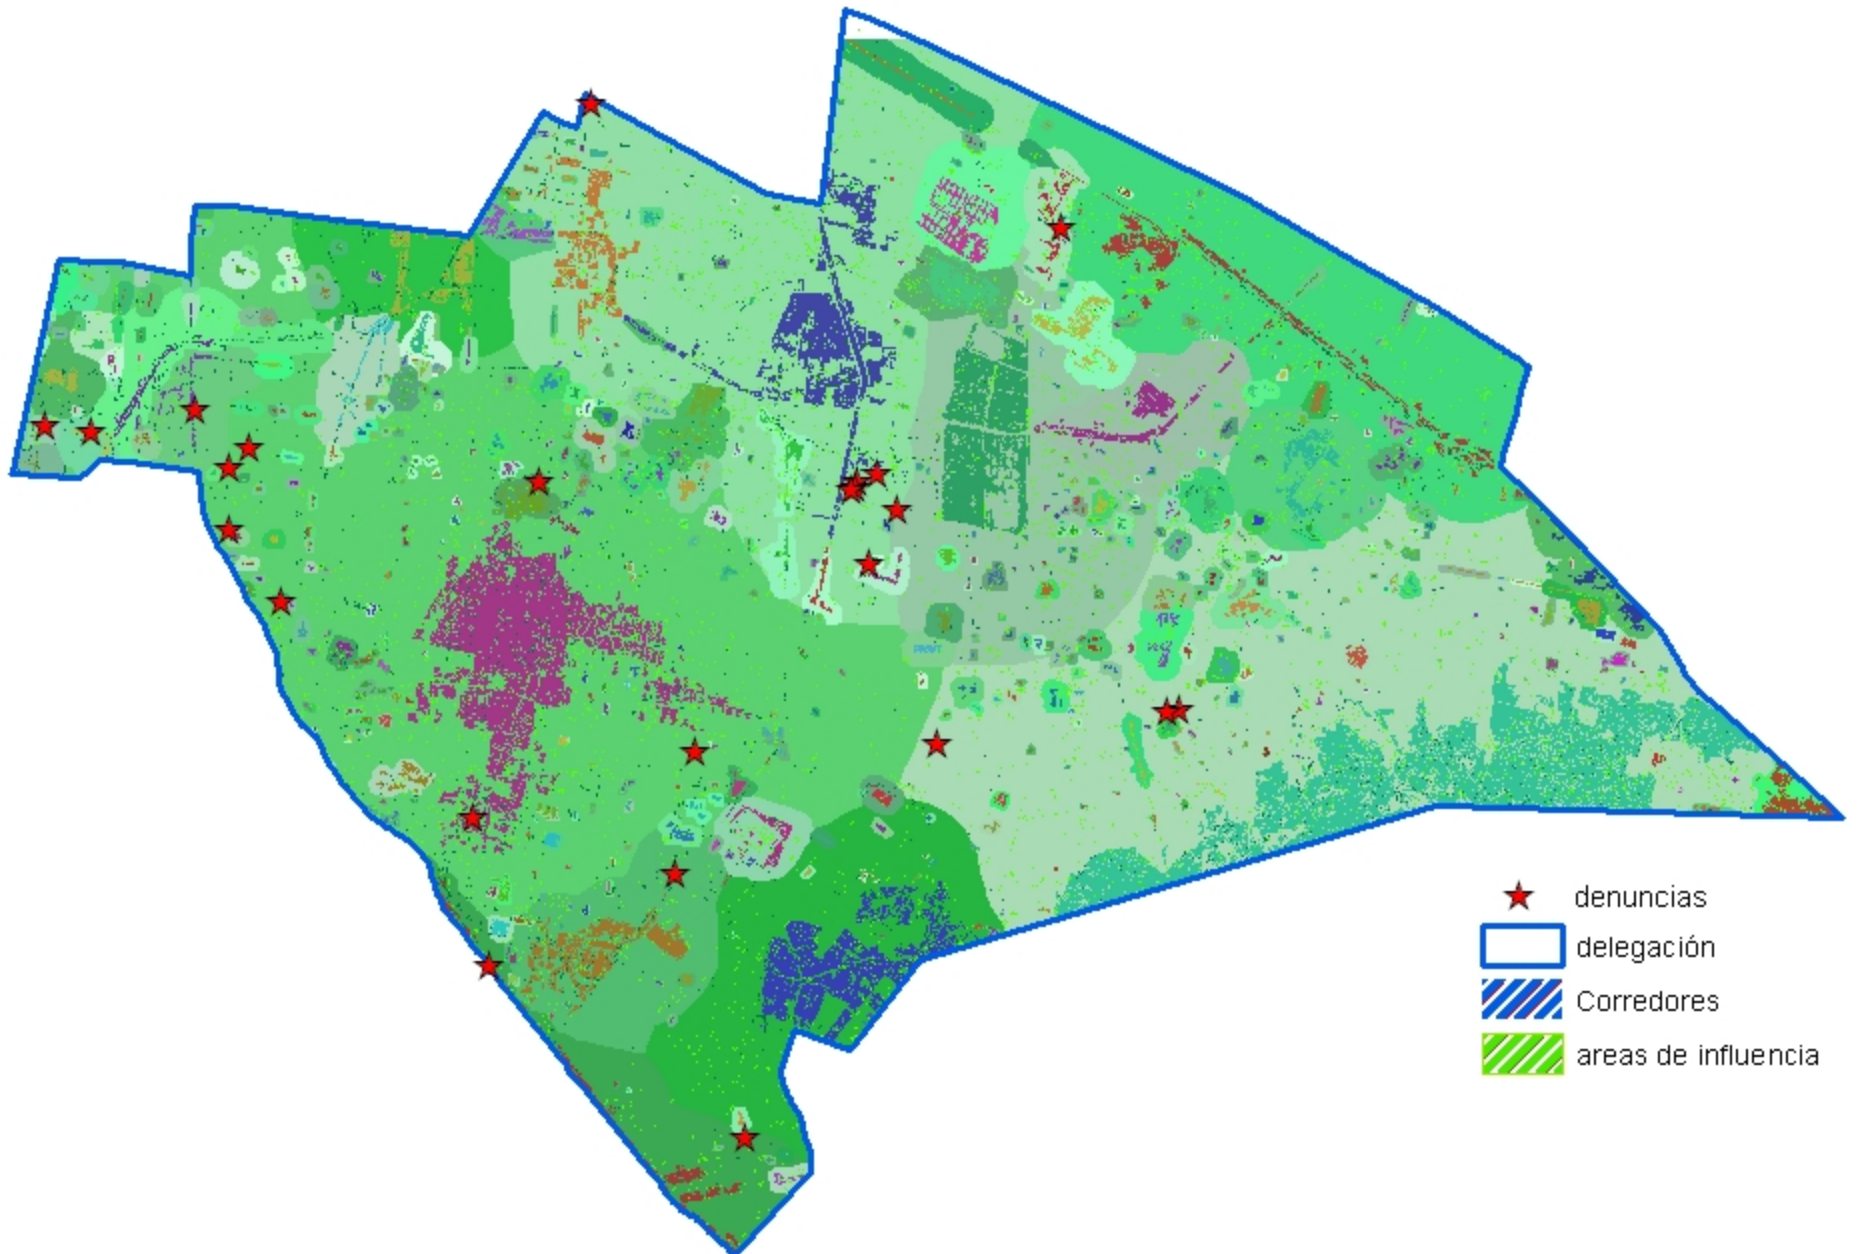 denuncias
delegación
Corredores
areas de influencia